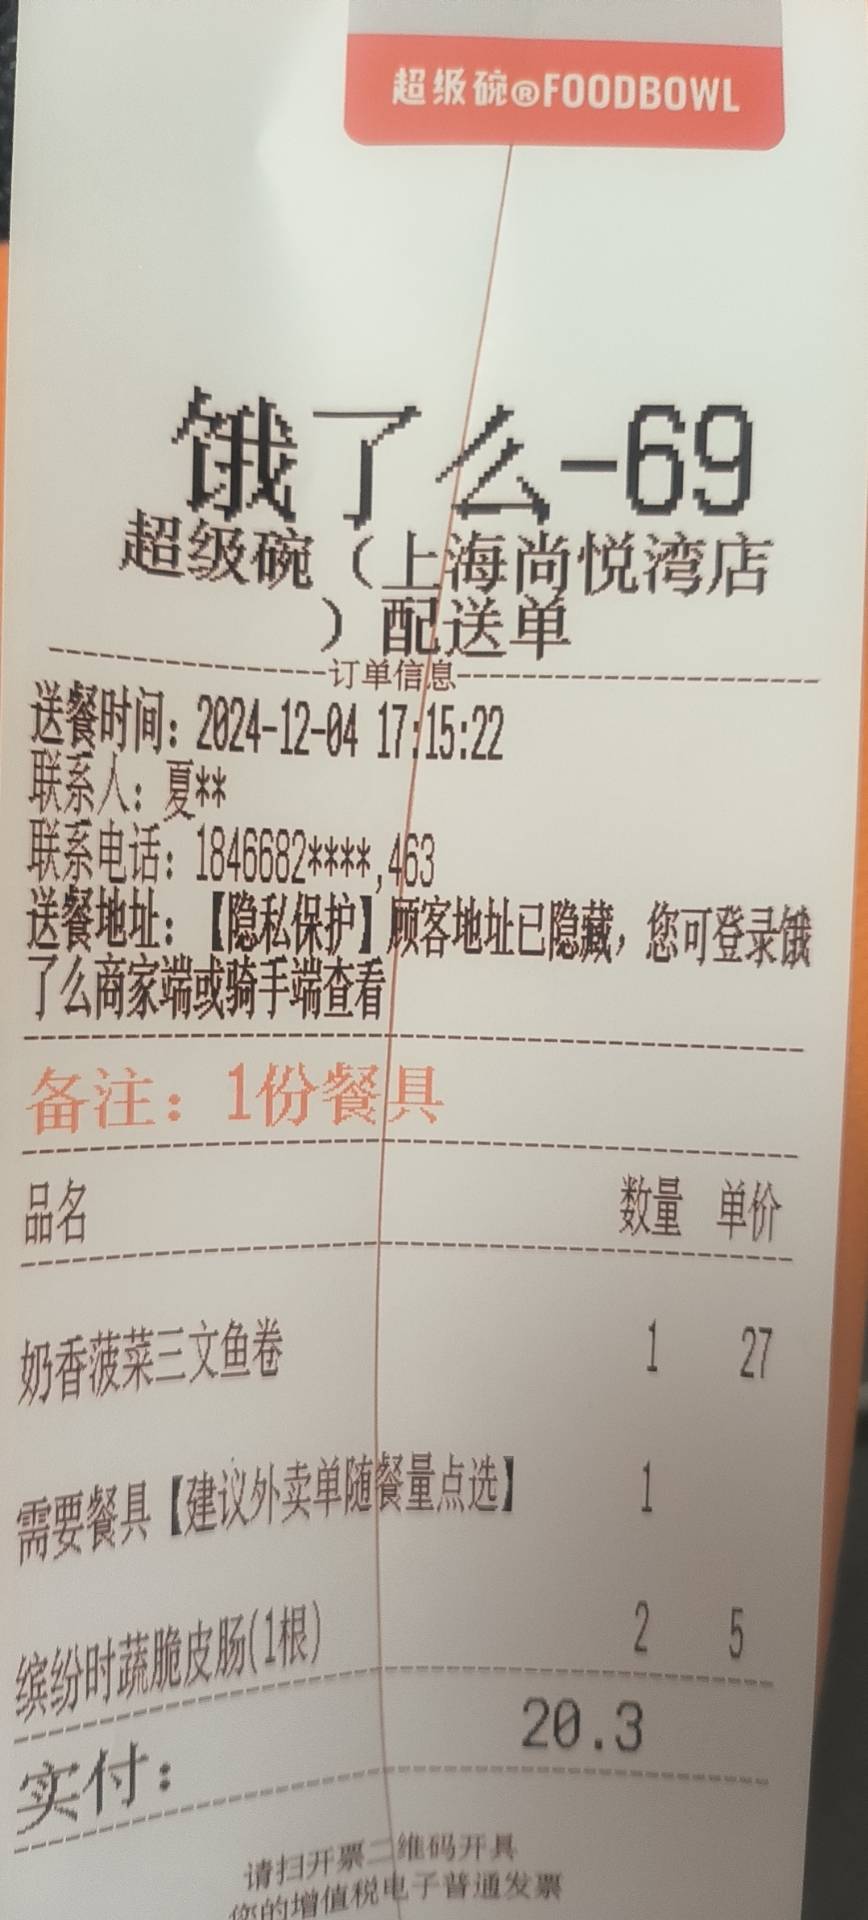 超级碗®FOODBOWL
饿了么-69
超级碗（上海尚悦湾店
）配送单
订单信息
送餐时间：2024-12-04 17:15:22
联系人：夏**
联系电话：1846682****,463
送餐地址：【隐私保护】顾客地址已隐藏，您可登录饿
了么商家端或骑手端查看
备注：1份餐具
品名 数量 单价
奶香菠菜三文鱼卷 1 27
需要餐具【建议外卖单随餐量点选】 1
缤纷时蔬脆皮肠(1根) 2 5
实付： 20.3
请扫开票二维码开具
您的增值税电子普通发票